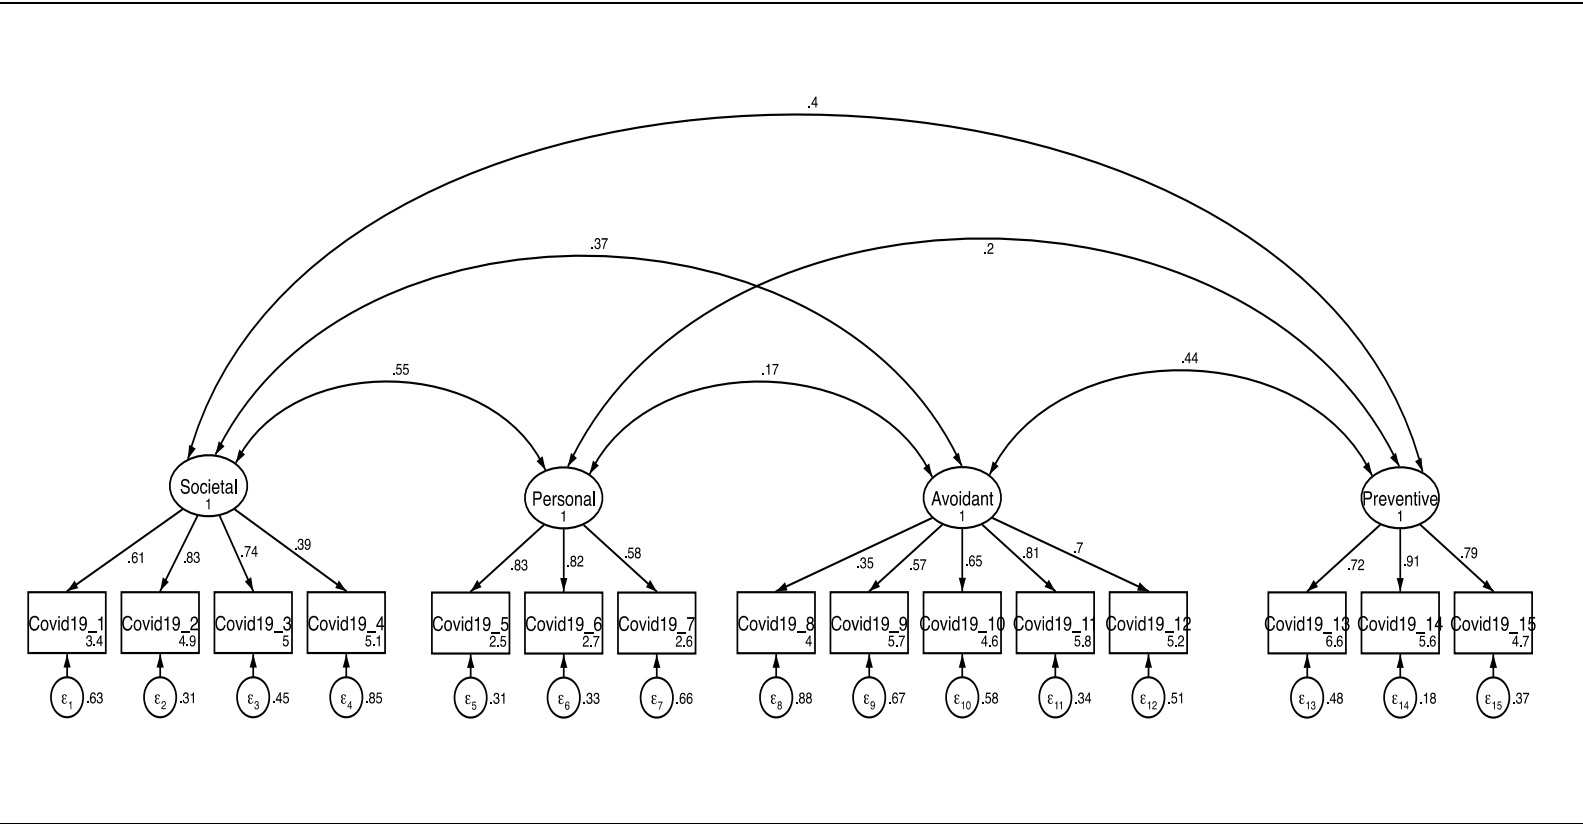 .4
.37
.2
.55
.17
.44
Societal
1
Personal
1
Avoidant
1
Preventive
1
.61 .83 .74 .39 .83 .82 .58 .35 .57 .65 .81 .7 .72 .91 .79
Covid19_1 Covid19_2 Covid19_3 Covid19_4 Covid19_5 Covid19_6 Covid19_7 Covid19_8 Covid19_9 Covid19_10 Covid19_11 Covid19_12 Covid19_13 Covid19_14 Covid19_15
3.4 4.9 5 5.1 2.5 2.7 2.6 4 5.7 4.6 5.8 5.2 6.6 5.6 4.7
ε1 .63 ε2 .31 ε3 .45 ε4 .85 ε5 .31 ε6 .33 ε7 .66 ε8 .88 ε9 .67 ε10 .58 ε11 .34 ε12 .51 ε13 .48 ε14 .18 ε15 .37